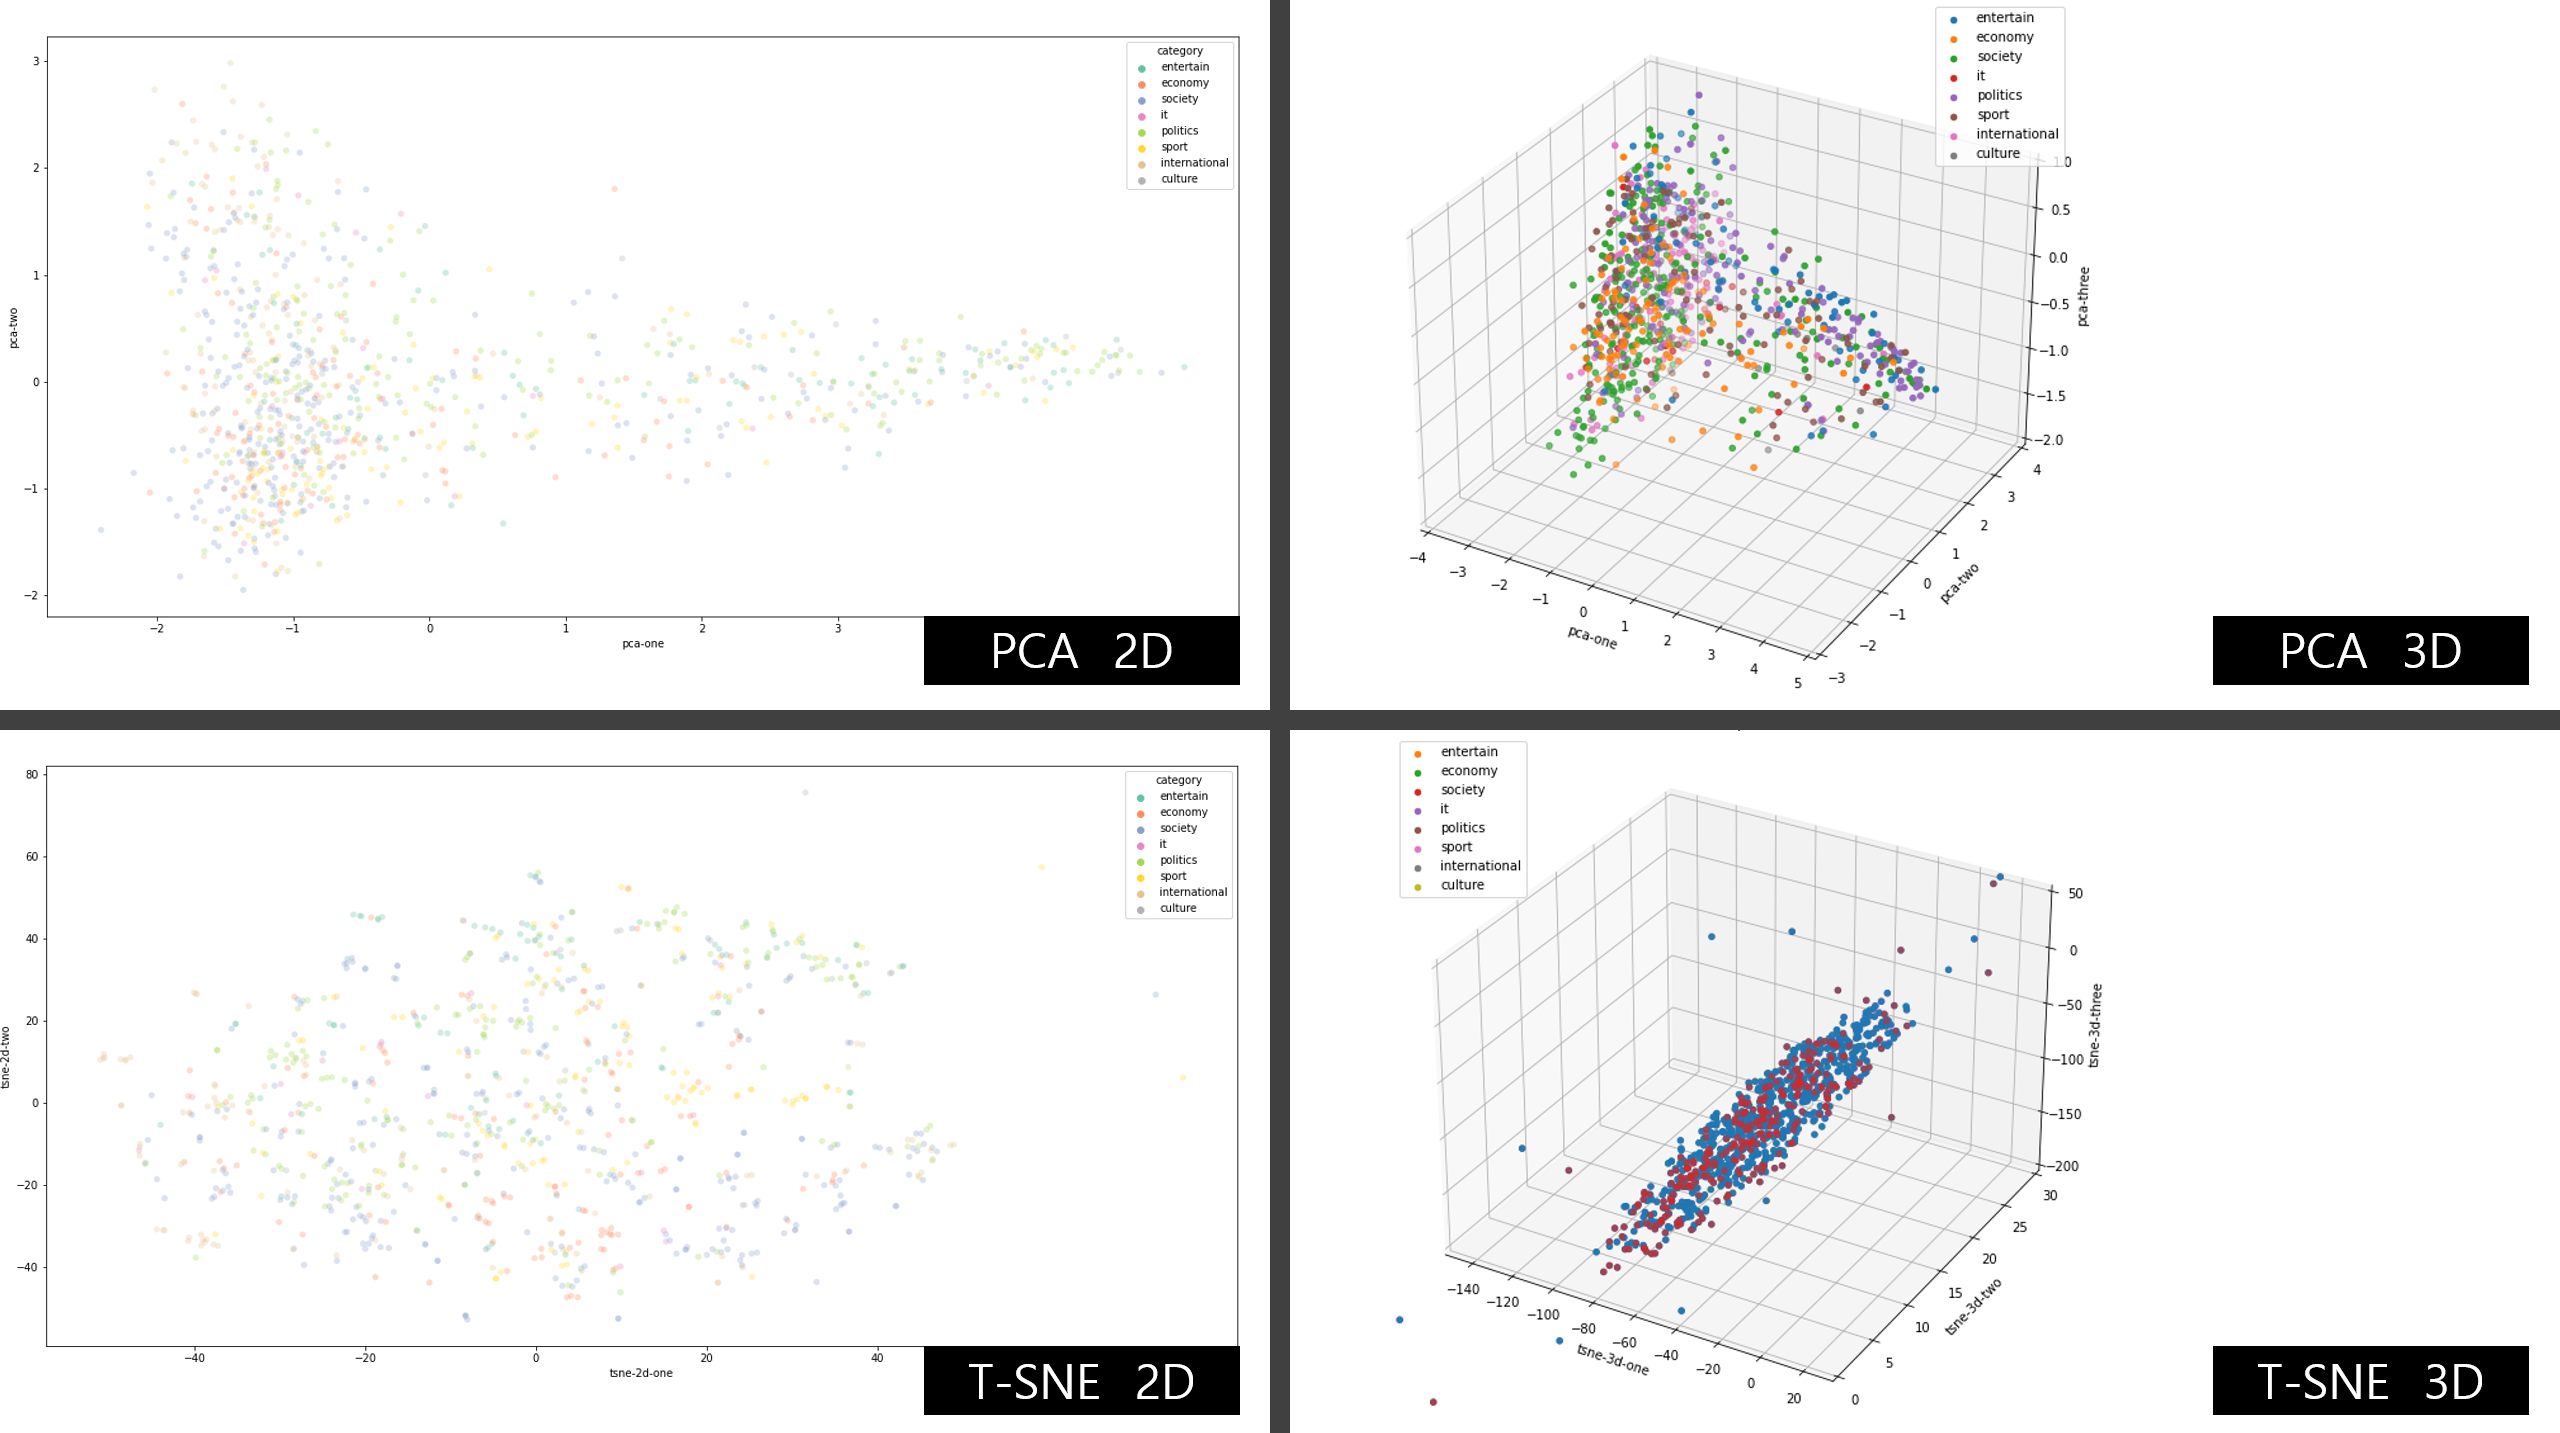 category
entertain
economy
society
it
politics
sport
international
culture
3
2
1
0
−1
−2
pca-two
−2
−1
0
1
2
3
pca-one
PCA 2D
entertain
economy
society
it
politics
sport
international
culture
1.0
0.5
0.0
−0.5
−1.0
−1.5
−2.0
pca-three
4
3
2
1
0
−1
−2
−3
pca-two
−4
−3
−2
−1
0
1
2
3
4
5
pca-one
PCA 3D
category
entertain
economy
society
it
politics
sport
international
culture
80
60
40
20
0
−20
−40
tsne-2d-two
−40
−20
0
20
40
tsne-2d-one
T-SNE 2D
entertain
economy
society
it
politics
sport
international
culture
50
0
−50
−100
−150
−200
tsne-3d-three
30
25
20
15
10
5
0
tsne-3d-two
−140
−120
−100
−80
−60
−40
−20
0
20
tsne-3d-one
T-SNE 3D